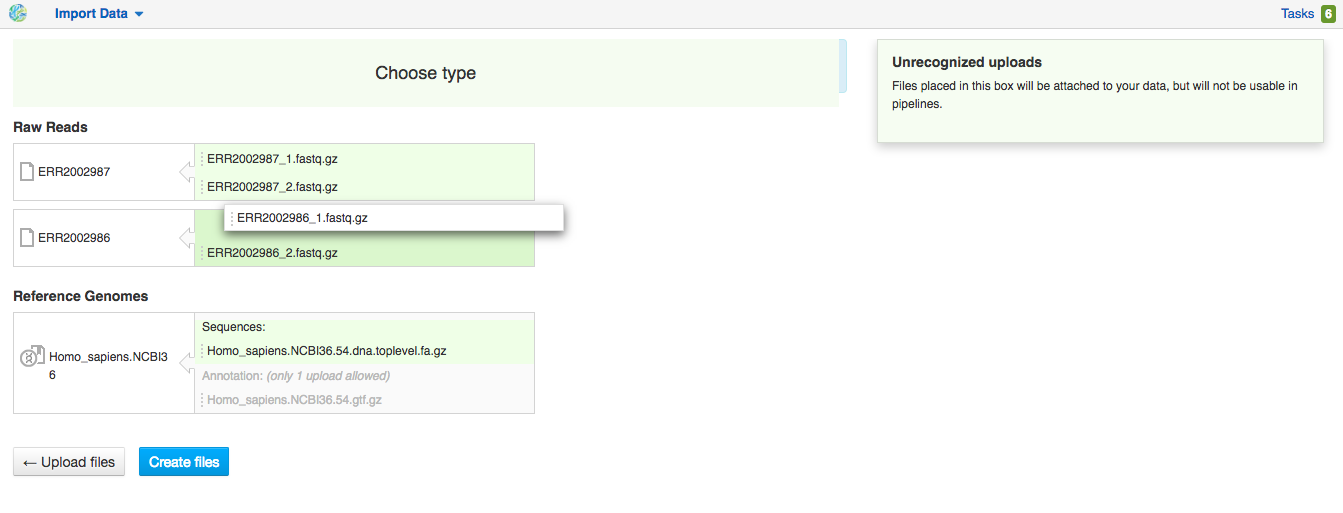 Import Data
Tasks 6
Choose type
Unrecognized uploads
Files placed in this box will be attached to your data, but will not be usable in
pipelines.
Raw Reads
ERR2002987
ERR2002987_1.fastq.gz
ERR2002987_2.fastq.gz
ERR2002986
ERR2002986_1.fastq.gz
ERR2002986_2.fastq.gz
Reference Genomes
Homo_sapiens.NCBI3
6
Sequences:
Homo_sapiens.NCBI36.54.dna.toplevel.fa.gz
Annotation: (only 1 upload allowed)
Homo_sapiens.NCBI36.54.gtf.gz
← Upload files
Create files